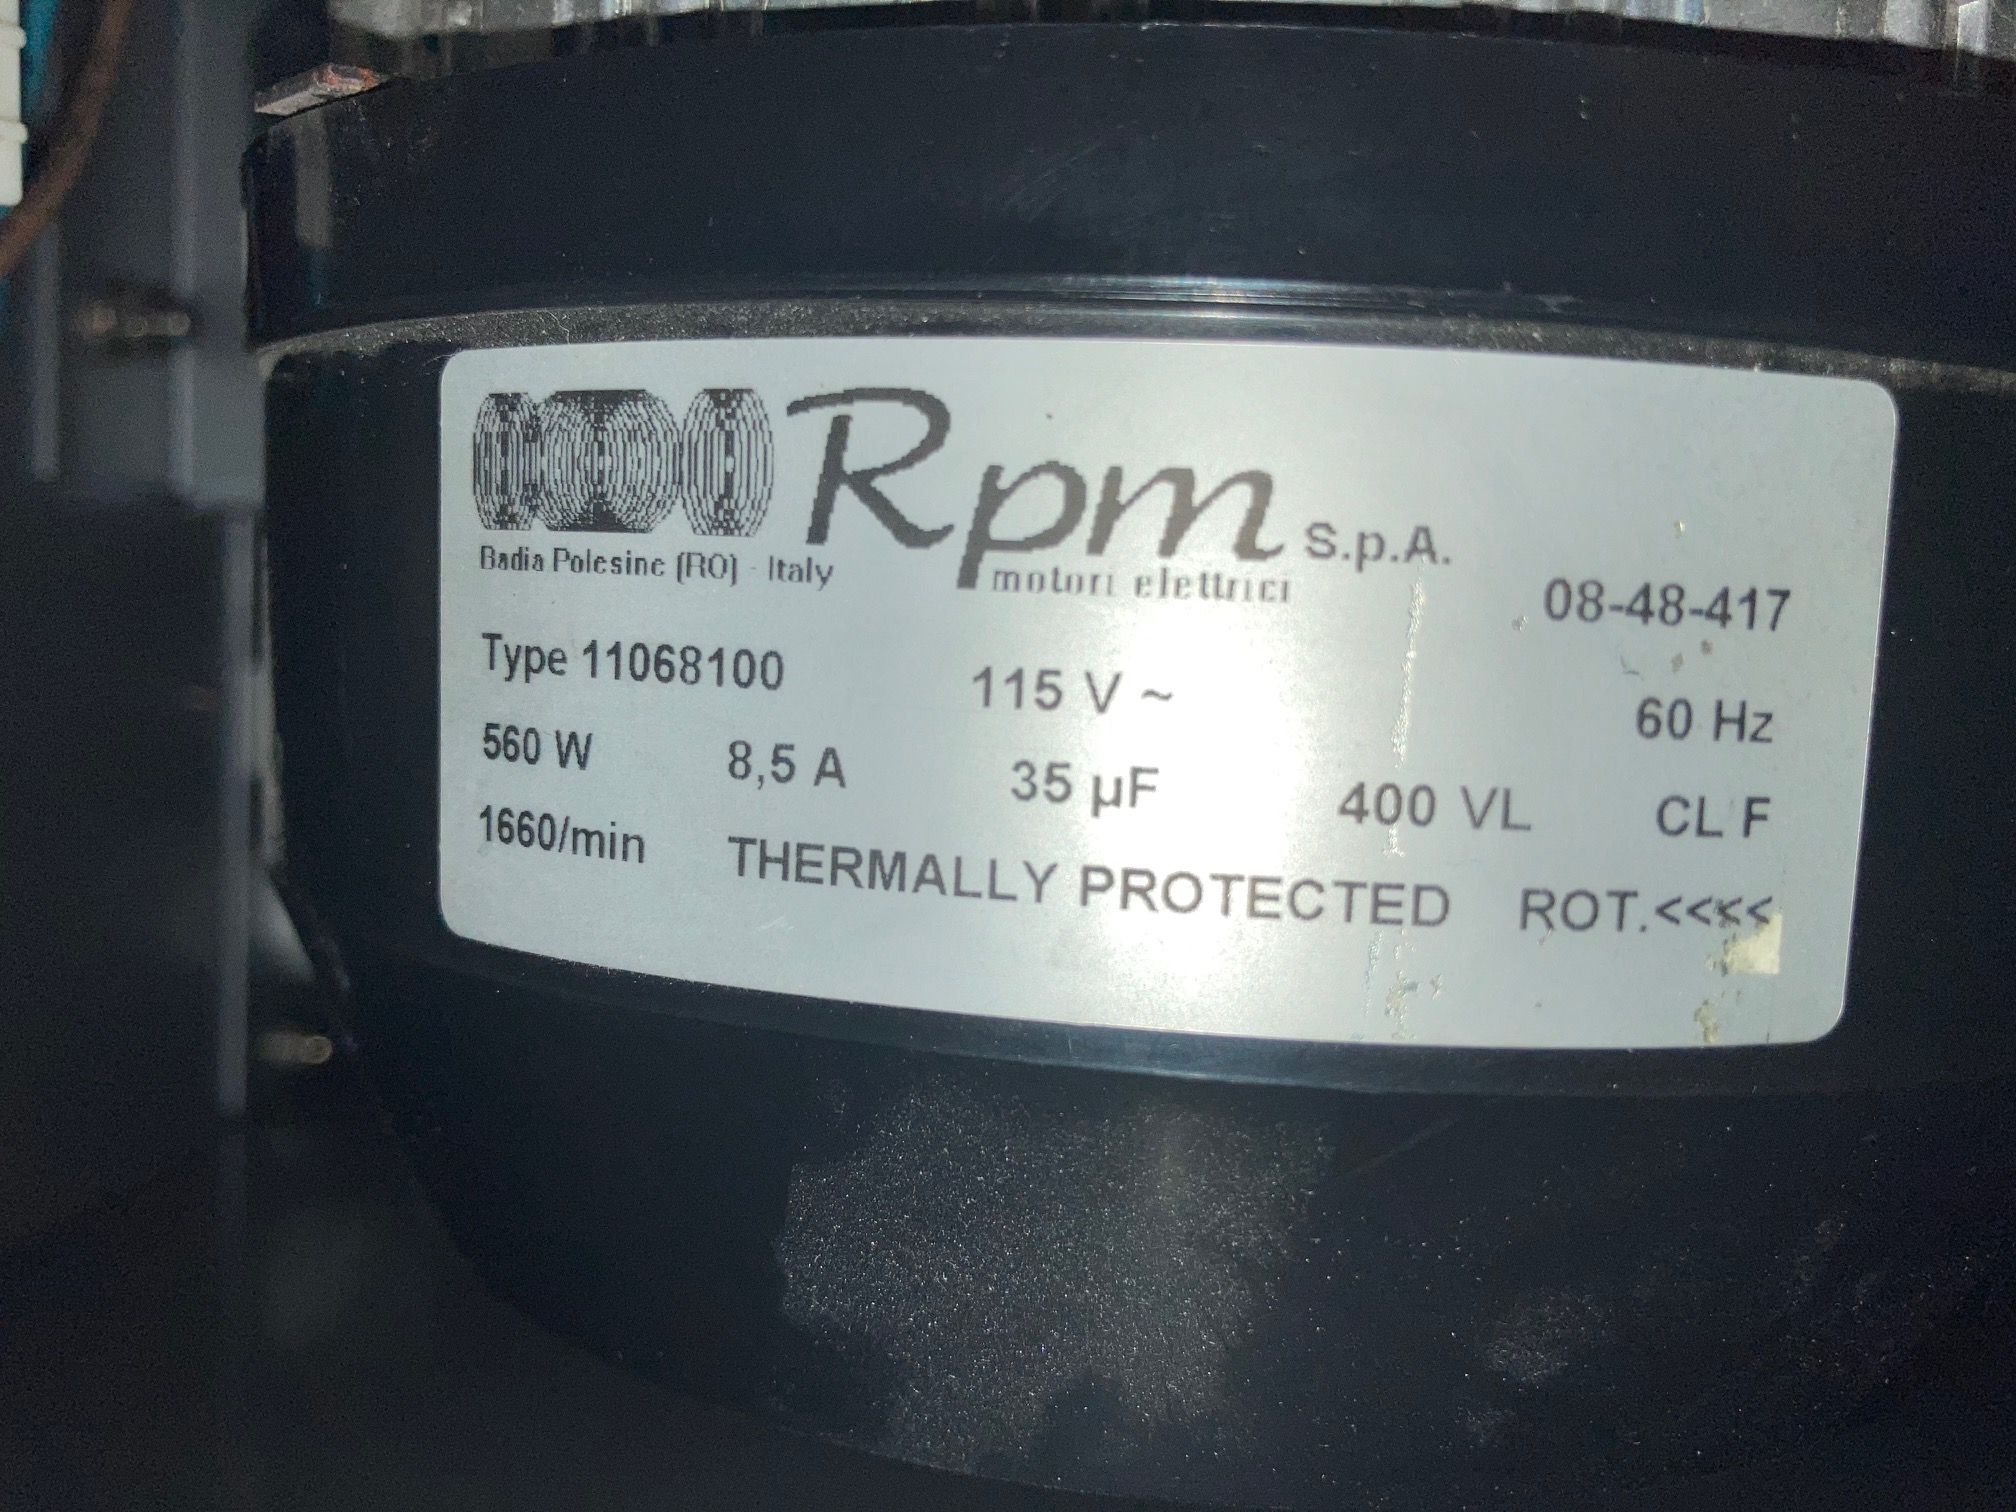 Rpm S.p.A.
Badia Polesine (RO) - Italy
motori elettrici
08-48-417
Type 11068100 115 V ~ 60 Hz
560 W 8,5 A 35 µF 400 VL CL F
1660/min THERMALLY PROTECTED ROT.<<<<